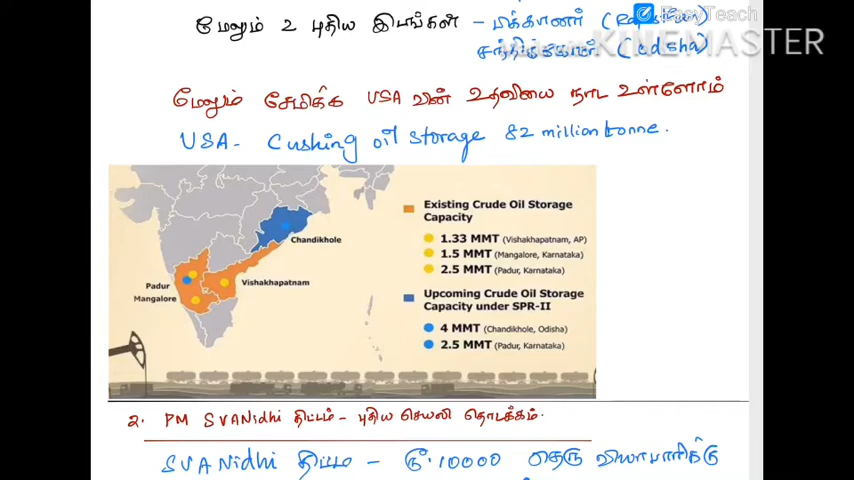 மேலும் 2 புதிய இடங்கள் - பிக்கானர்
EasyTeach
KINEMASTER
சந்திக்கோல் (Odisha)
மேலும் சேமிக்க USA வின் உதவியை நாட உள்ளோம்
USA - Cushing oil storage 82 million tonne.
Existing Crude Oil Storage
Capacity
1.33 MMT (Vishakhapatnam, AP)
1.5 MMT (Mangalore, Karnataka)
2.5 MMT (Padur, Karnataka)
Upcoming Crude Oil Storage
Capacity under SPR-II
4 MMT (Chandikhole, Odisha)
2.5 MMT (Padur, Karnataka)
Chandikhole
Vishakhapatnam
Padur
Mangalore
2. PM SVANidhi திட்டம் - புதிய செயலி தொடக்கம்.
SVANidhi திட்டம - ரூ.10000 தெரு வியாபாரிக்கு